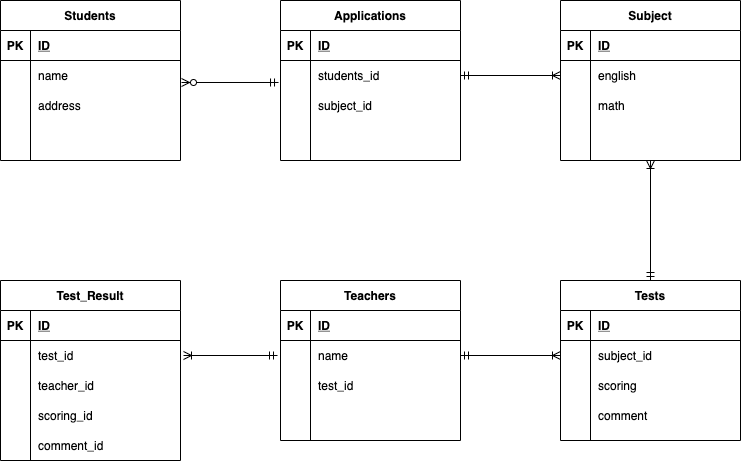 Students
PK ID
name
address
Applications
PK ID
students_id
subject_id
Subject
PK ID
english
math
Test_Result
PK ID
test_id
teacher_id
scoring_id
comment_id
Teachers
PK ID
name
test_id
Tests
PK ID
subject_id
scoring
comment